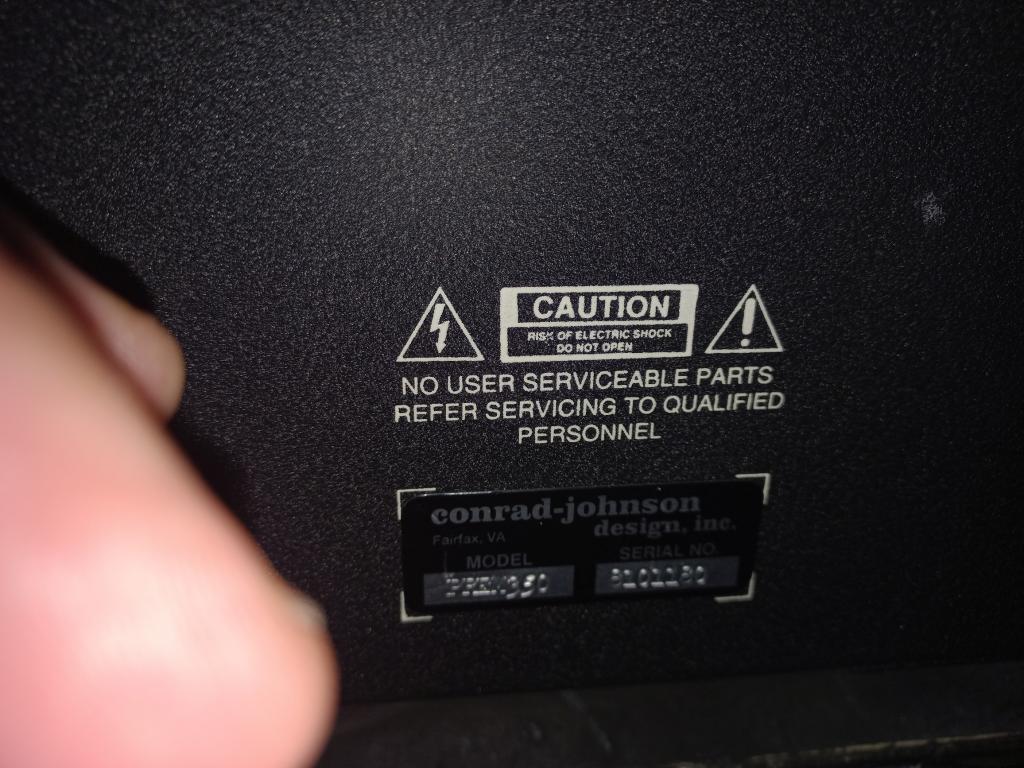 CAUTION
RISK OF ELECTRIC SHOCK
DO NOT OPEN
NO USER SERVICEABLE PARTS
REFER SERVICING TO QUALIFIED
PERSONNEL
conrad-johnson
design, inc.
Fairfax, VA
MODEL SERIAL NO.